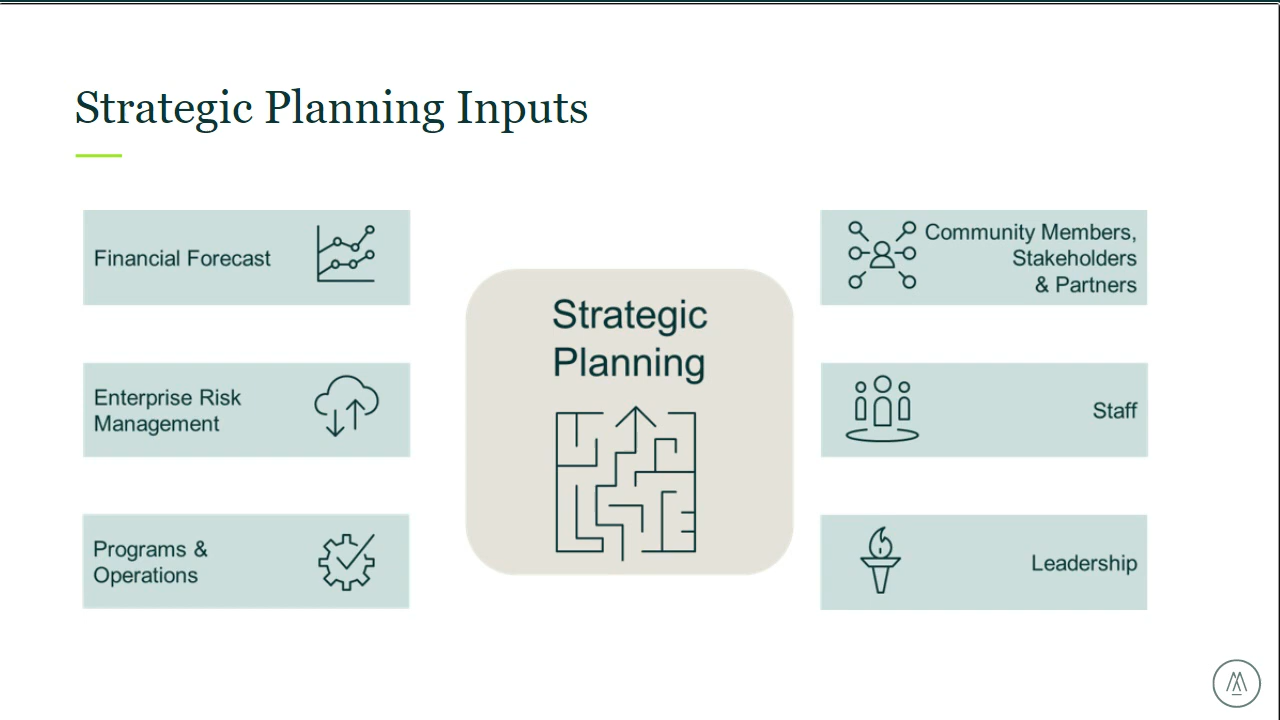 Strategic Planning Inputs
Financial Forecast
Enterprise Risk
Management
Programs &
Operations
Strategic
Planning
Community Members,
Stakeholders
& Partners
Staff
Leadership